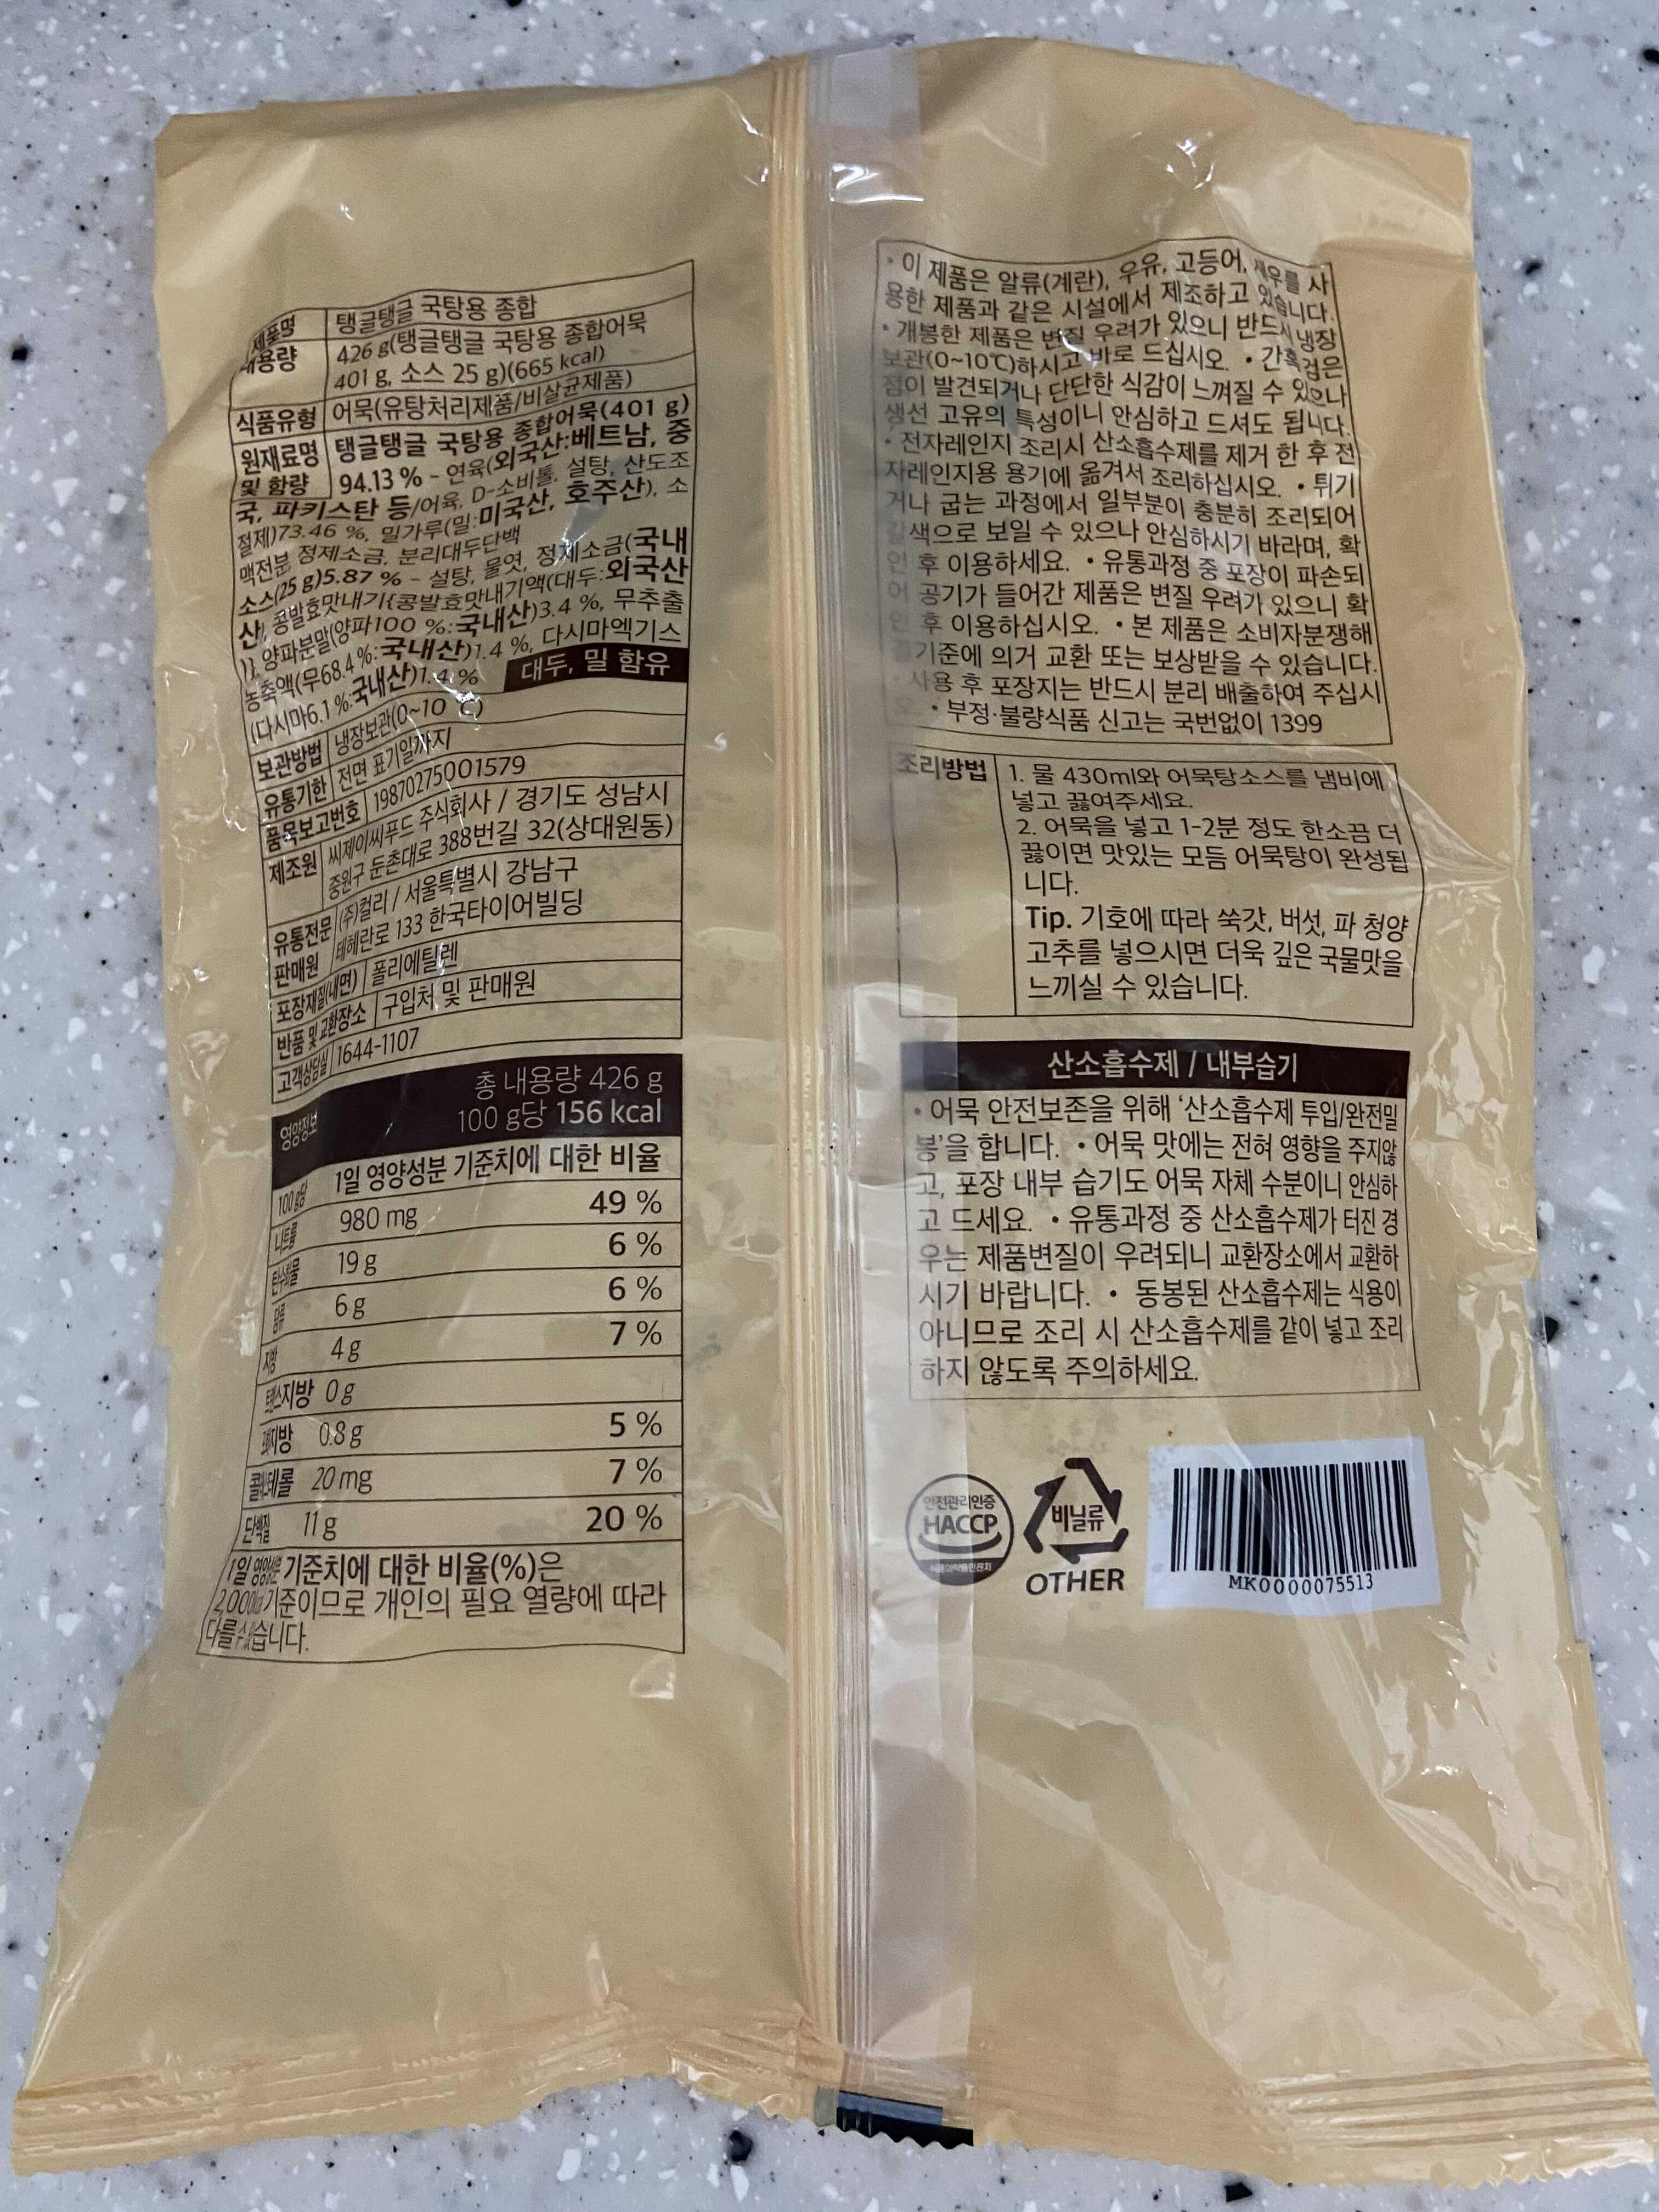 제품명 탱글탱글 국탕용 종합
내용량 426 g(탱글탱글 국탕용 종합어묵
401 g, 소스 25 g)(665 kcal)
식품유형 어묵(유탕처리제품/비살균제품)
원재료명 및 함량 탱글탱글 국탕용 종합어묵(401 g)
94.13 % - 연육(외국산:베트남, 중
국, 파키스탄 등/어육, D-소비톨, 설탕, 산도조
절제)73.46 %, 밀가루(밀:미국산, 호주산), 소
맥전분, 정제소금, 분리대두단백
소스(25 g)5.87 % - 설탕, 물엿, 정제소금(국내
산), 콩발효맛내기{콩발효맛내기액(대두:외국산
)}, 양파분말(양파100 %:국내산)3.4 %, 무추출
농축액(무68.4 %:국내산)1.4 %, 다시마엑기스
(다시마6.1 %:국내산)1.4 % 대두, 밀 함유
보관방법 냉장보관(0~10 ℃)
유통기한 전면 표기일까지
품목보고번호 19870275001579
제조원 씨제이씨푸드 주식회사 / 경기도 성남시
중원구 둔촌대로 388번길 32(상대원동)
유통전문판매원 (주)컬리 / 서울특별시 강남구
테헤란로 133 한국타이어빌딩
포장재질(내면) 폴리에틸렌
반품 및 교환장소 구입처 및 판매원
고객상담실 1644-1107
영양정보 총 내용량 426 g
100 g당 156 kcal
100 g당 1일 영양성분 기준치에 대한 비율
나트륨 980 mg 49 %
탄수화물 19 g 6 %
당류 6 g 6 %
지방 4 g 7 %
트랜스지방 0 g
포화지방 0.8 g 5 %
콜레스테롤 20 mg 7 %
단백질 11 g 20 %
1일 영양성분 기준치에 대한 비율(%)은
2,000kcal 기준이므로 개인의 필요 열량에 따라
다를 수 있습니다.
• 이 제품은 알류(계란), 우유, 고등어, 새우를 사
용한 제품과 같은 시설에서 제조하고 있습니다.
• 개봉한 제품은 변질 우려가 있으니 반드시 냉장
보관(0~10℃)하시고 바로 드십시오. • 간혹 검은
점이 발견되거나 단단한 식감이 느껴질 수 있으나
생선 고유의 특성이니 안심하고 드셔도 됩니다.
• 전자레인지 조리시 산소흡수제를 제거 한 후 전
자레인지용 용기에 옮겨서 조리하십시오. • 튀기
거나 굽는 과정에서 일부분이 충분히 조리되어
갈색으로 보일 수 있으나 안심하시기 바라며, 확
인 후 이용하세요. • 유통과정 중 포장이 파손되
어 공기가 들어간 제품은 변질 우려가 있으니 확
인 후 이용하십시오. • 본 제품은 소비자분쟁해
결기준에 의거 교환 또는 보상받을 수 있습니다.
• 사용 후 포장지는 반드시 분리 배출하여 주십시
• 부정·불량식품 신고는 국번없이 1399
조리방법 1. 물 430ml와 어묵탕소스를 냄비에
넣고 끓여주세요.
2. 어묵을 넣고 1-2분 정도 한소끔 더
끓이면 맛있는 모듬 어묵탕이 완성됩
니다.
Tip. 기호에 따라 쑥갓, 버섯, 파 청양
고추를 넣으시면 더욱 깊은 국물맛을
느끼실 수 있습니다.
산소흡수제 / 내부습기
• 어묵 안전보존을 위해 ‘산소흡수제 투입/완전밀
봉’을 합니다. • 어묵 맛에는 전혀 영향을 주지않
고, 포장 내부 습기도 어묵 자체 수분이니 안심하
고 드세요. • 유통과정 중 산소흡수제가 터진 경
우는 제품변질이 우려되니 교환장소에서 교환하
시기 바랍니다. • 동봉된 산소흡수제는 식용이
아니므로 조리 시 산소흡수제를 같이 넣고 조리
하지 않도록 주의하세요.
안전관리인증
HACCP
식품의약품안전처
비닐류
OTHER
MK0000075513